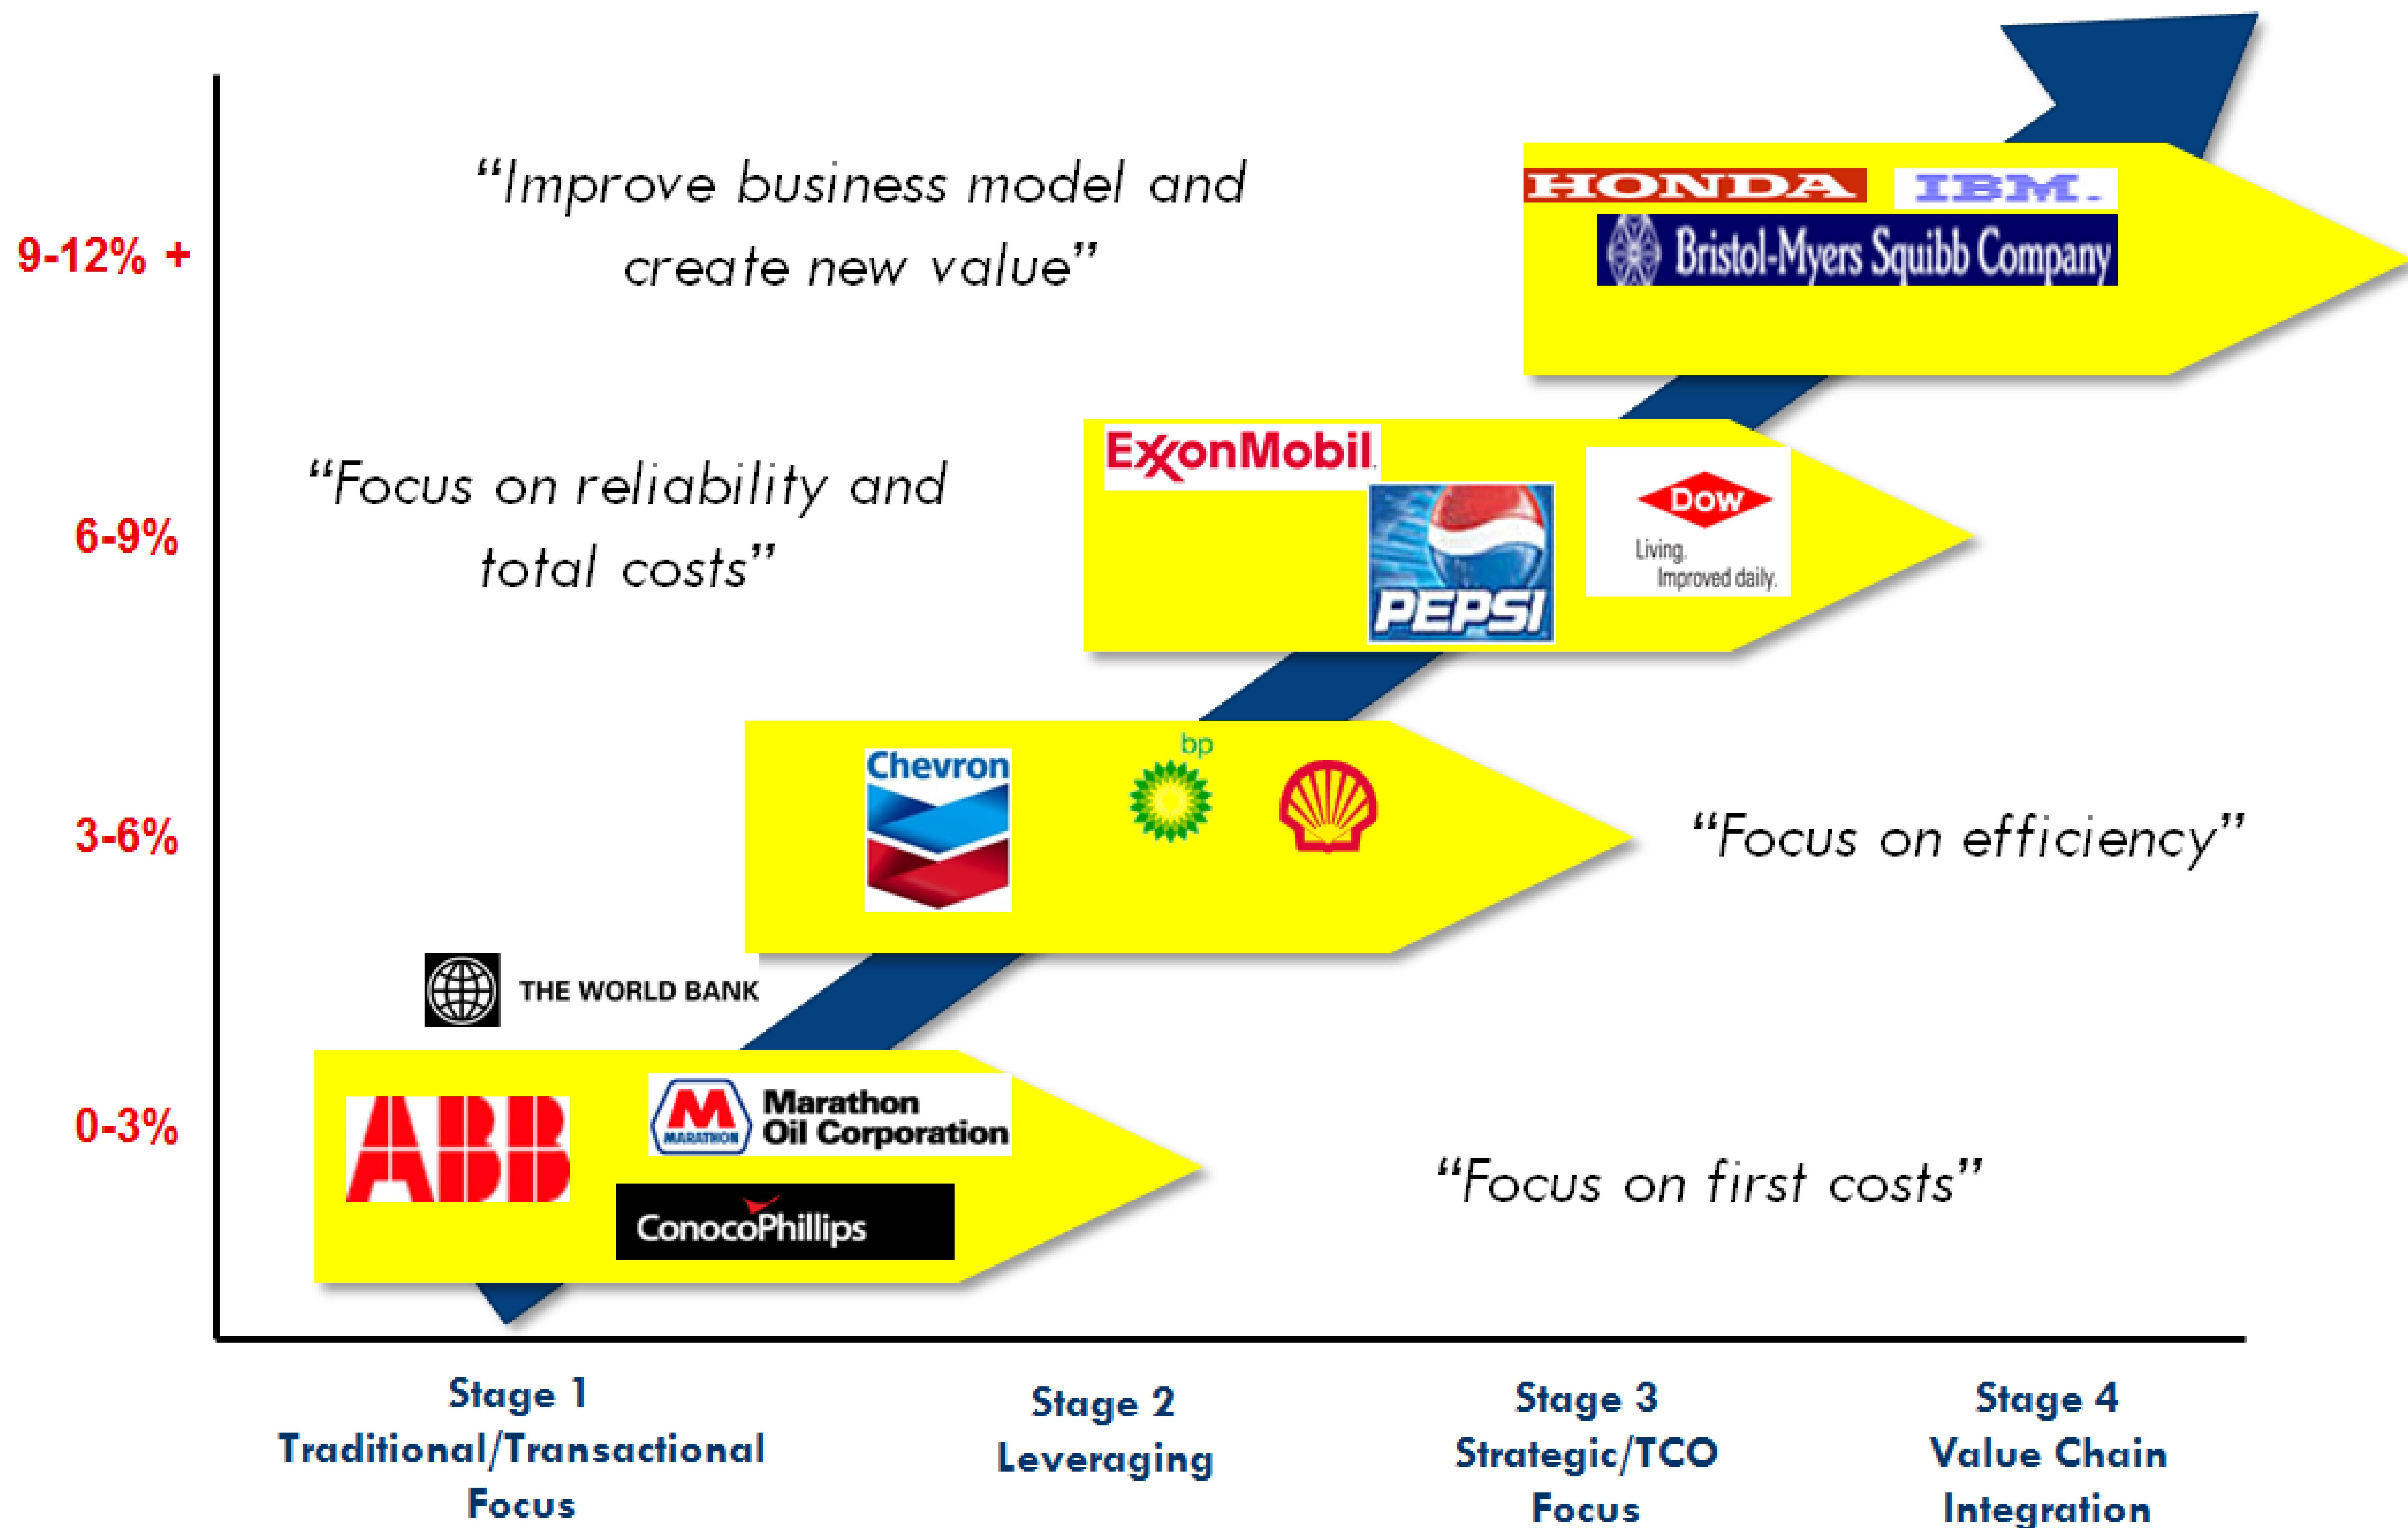 “Improve business model and
create new value”
9-12% +
HONDA
IBM.
Bristol-Myers Squibb Company
“Focus on reliability and
total costs”
6-9%
ExxonMobil
PEPSI
DOW
Living.
Improved daily.
3-6%
Chevron
bp
“Focus on efficiency”
THE WORLD BANK
0-3%
ABB
M
MARATHON
Marathon
Oil Corporation
ConocoPhillips
“Focus on first costs”
Stage 1
Traditional/Transactional
Focus
Stage 2
Leveraging
Stage 3
Strategic/TCO
Focus
Stage 4
Value Chain
Integration